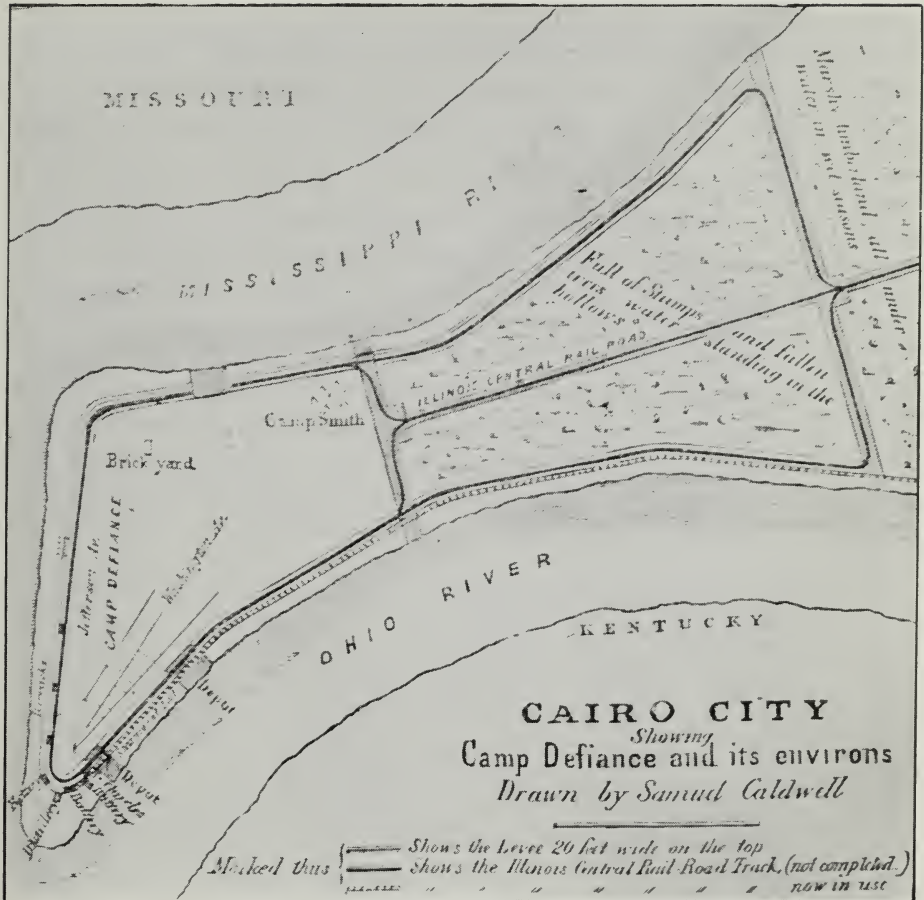 MISSOURI
MISSISSIPPI RI
Marshy timberland, all
under
water in wet seasons
Full of Stumps
and fallen
trees water
standing in the
hollows
ILLINOIS CENTRAL RAIL ROAD
Camp Smith
Brick yard
CAMP DEFIANCE
Jefferson Av.
Washington Av.
OHIO RIVER
KENTUCKY
Depot
Depot
Battery
CAIRO CITY
Showing
Camp Defiance and its environs
Drawn by Samuel Caldwell
Marked thus
Shows the Levee 20 feet wide on the top
Shows the Illinois Central Rail-Road Track, (not completed.)
" " " " " " " now in use